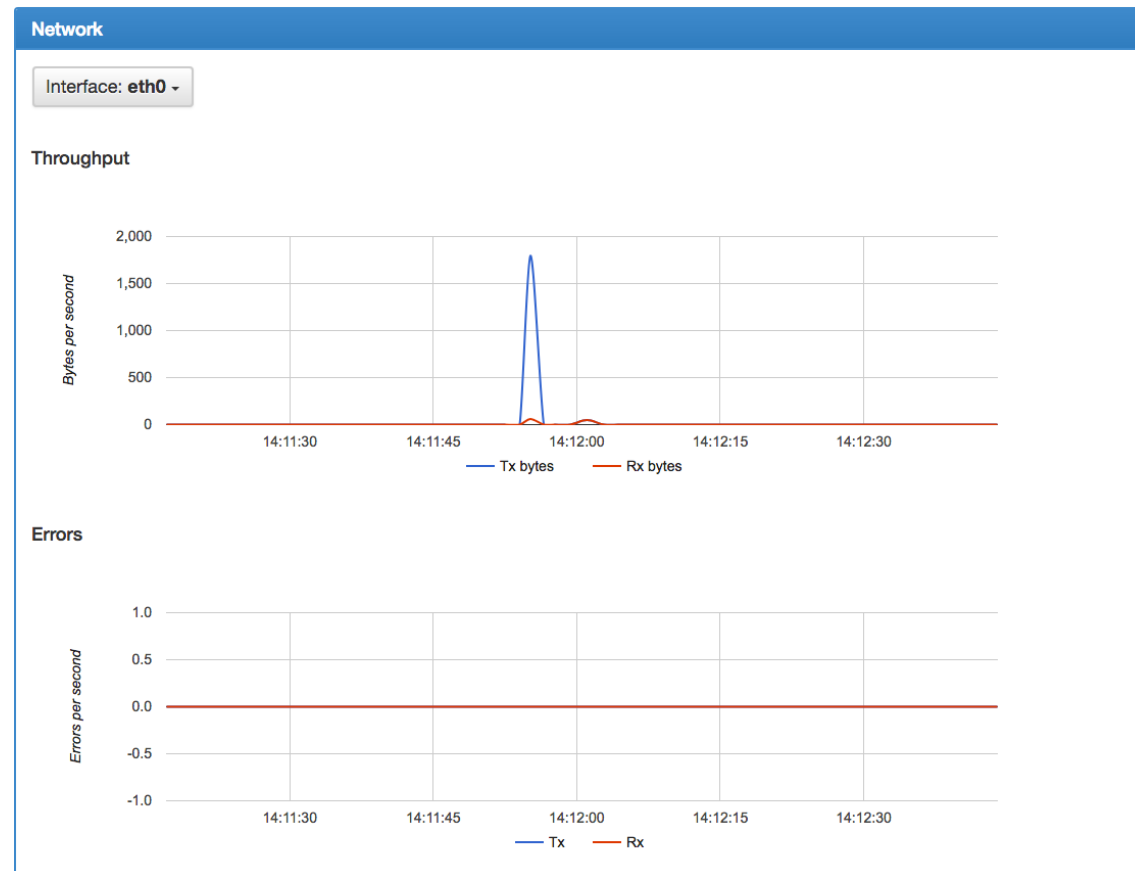 Network
Interface: eth0
Throughput
2,000
1,500
1,000
500
0
Bytes per second
14:11:30 14:11:45 14:12:00 14:12:15 14:12:30
Tx bytes Rx bytes
Errors
1.0
0.5
0.0
-0.5
-1.0
Errors per second
14:11:30 14:11:45 14:12:00 14:12:15 14:12:30
Tx Rx